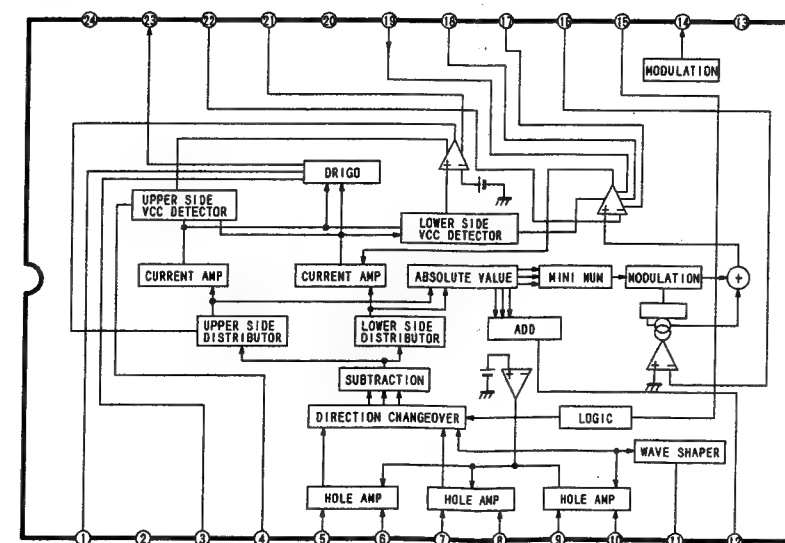 24 23 22 21 20 19 18 17 16 15 14 13
MODULATION
DRIGO
UPPER SIDE
VCC DETECTOR
LOWER SIDE
VCC DETECTOR
CURRENT AMP
CURRENT AMP
ABSOLUTE VALUE
MINI NUM
MODULATION
UPPER SIDE
DISTRIBUTOR
LOWER SIDE
DISTRIBUTOR
ADD
SUBTRACTION
DIRECTION CHANGEOVER
LOGIC
WAVE SHAPER
HOLE AMP
HOLE AMP
HOLE AMP
1 2 3 4 5 6 7 8 9 10 11 12